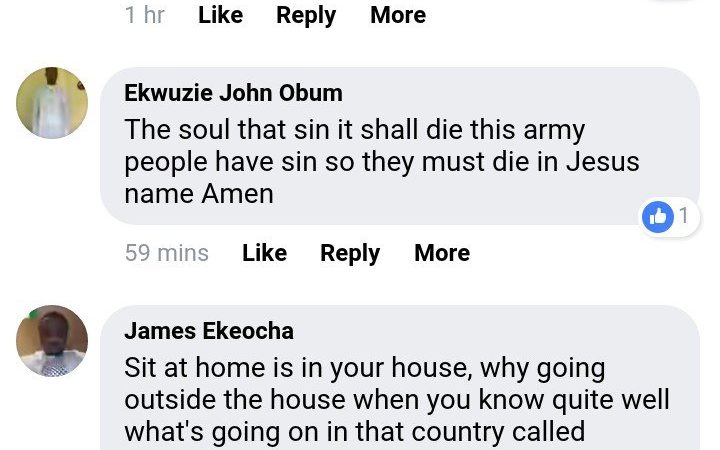 1 hr Like Reply More
Ekwuzie John Obum
The soul that sin it shall die this army
people have sin so they must die in Jesus
name Amen
1
59 mins Like Reply More
James Ekeocha
Sit at home is in your house, why going
outside the house when you know quite well
what's going on in that country called